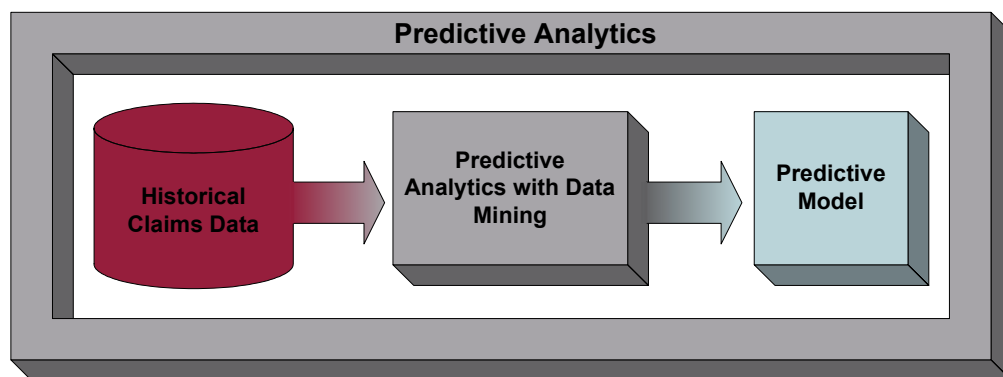 Predictive Analytics
Historical
Claims Data
Predictive
Analytics with Data
Mining
Predictive
Model